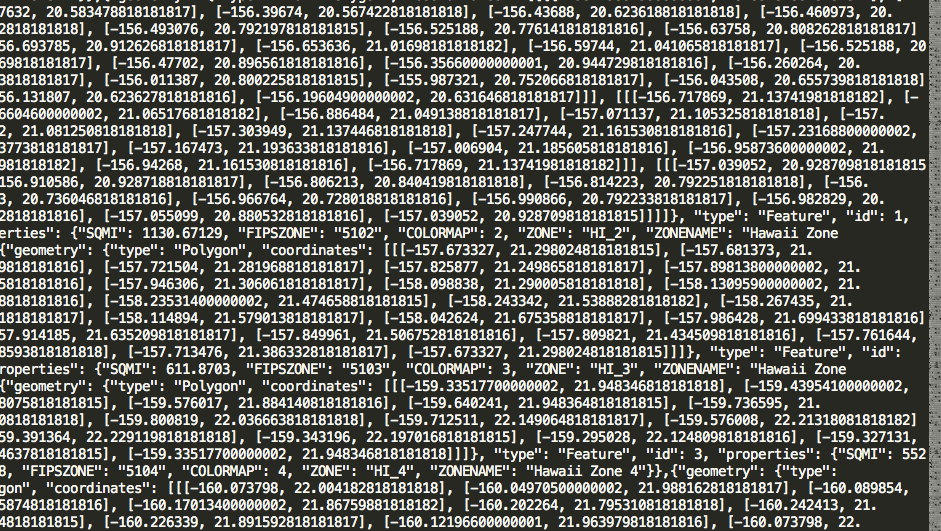 7632, 20.58347881818181​7], [-156.39674, 20.567422818181818], [-156.43688, 20.623618818181818], [-156.460973, 20.
2818181818], [-156.493076, 20.792197818181815], [-156.525188, 20.776141818181816], [-156.63758, 20.808262818181817]
56.693785, 20.912626818181817], [-156.653636, 21.01698181818182], [-156.59744, 21.041065818181817], [-156.525188, 20
69818181817], [-156.47702, 20.896561818181816], [-156.35660000000001, 20.944729818181816], [-156.260264, 20.
3818181817], [-156.011387, 20.800225818181815], [-155.987321, 20.752066818181817], [-156.043508, 20.655739818181818]
56.131807, 20.623627818181816], [-156.19604900000002, 20.631646818181817]]], [[[-156.717869, 21.13741981818182], [-
6604600000002, 21.06517681818182], [-156.886484, 21.049138818181817], [-157.071137, 21.105325818181818], [-157.
2, 21.081250818181818], [-157.303949, 21.137446818181818], [-157.247744, 21.161530818181816], [-157.23168800000002,
3773818181817], [-157.167473, 21.193633818181816], [-157.006904, 21.185605818181816], [-156.95873600000002, 21.
981818182], [-156.94268, 21.161530818181816], [-156.717869, 21.13741981818182]]], [[[-157.039052, 20.928709818181815
156.910586, 20.928718818181817], [-156.806213, 20.840419818181818], [-156.814223, 20.792251818181818], [-156.
3, 20.736046818181816], [-156.966764, 20.728018818181816], [-156.990866, 20.792233818181817], [-156.982829, 20.
2818181816], [-157.055099, 20.880532818181816], [-157.039052, 20.928709818181815]]]]}, "type": "Feature", "id": 1,
erties": {"SQMI": 1130.67129, "FIPSZONE": "5102", "COLORMAP": 2, "ZONE": "HI_2", "ZONENAME": "Hawaii Zone
{"geometry": {"type": "Polygon", "coordinates": [[[-157.673327, 21.298024818181815], [-157.681373, 21.
9818181816], [-157.721504, 21.281968818181817], [-157.825877, 21.249865818181817], [-157.89813800000002, 21.
5818181816], [-157.946306, 21.306061818181817], [-158.098838, 21.290005818181818], [-158.13095900000002, 21.
8818181816], [-158.23531400000002, 21.474658818181815], [-158.243342, 21.53888281818182], [-158.267435, 21.
1818181817], [-158.114894, 21.579013818181817], [-158.042624, 21.675358818181817], [-157.986428, 21.699433818181816]
57.914185, 21.635209818181817], [-157.849961, 21.506752818181816], [-157.809821, 21.434509818181816], [-157.761644,
85938181818], [-157.713476, 21.386332818181817], [-157.673327, 21.298024818181815]]]}, "type": "Feature", "id":
roperties": {"SQMI": 611.8703, "FIPSZONE": "5103", "COLORMAP": 3, "ZONE": "HI_3", "ZONENAME": "Hawaii Zone
{"geometry": {"type": "Polygon", "coordinates": [[[-159.33517700000002, 21.948346818181818], [-159.43954100000002,
8075818181815], [-159.576017, 21.884140818181816], [-159.640241, 21.948364818181815], [-159.736595, 21.
0818181818], [-159.800819, 22.036663818181818], [-159.712511, 22.149064818181817], [-159.576008, 22.21318081818182]
59.391364, 22.229119818181818], [-159.343196, 22.197016818181815], [-159.295028, 22.124809818181816], [-159.327131,
4637818181815], [-159.33517700000002, 21.948346818181818]]]}, "type": "Feature", "id": 3, "properties": {"SQMI": 552
8, "FIPSZONE": "5104", "COLORMAP": 4, "ZONE": "HI_4", "ZONENAME": "Hawaii Zone 4"}},{"geometry": {"type":
gon", "coordinates": [[[-160.073798, 22.004182818181818], [-160.04970500000002, 21.988162818181817], [-160.089854,
5874818181816], [-160.17013400000002, 21.86759881818182], [-160.202264, 21.795310818181818], [-160.242413, 21.
4818181815], [-160.226339, 21.891592818181817], [-160.12196600000001, 21.963979818181816], [-160.073798, 22.